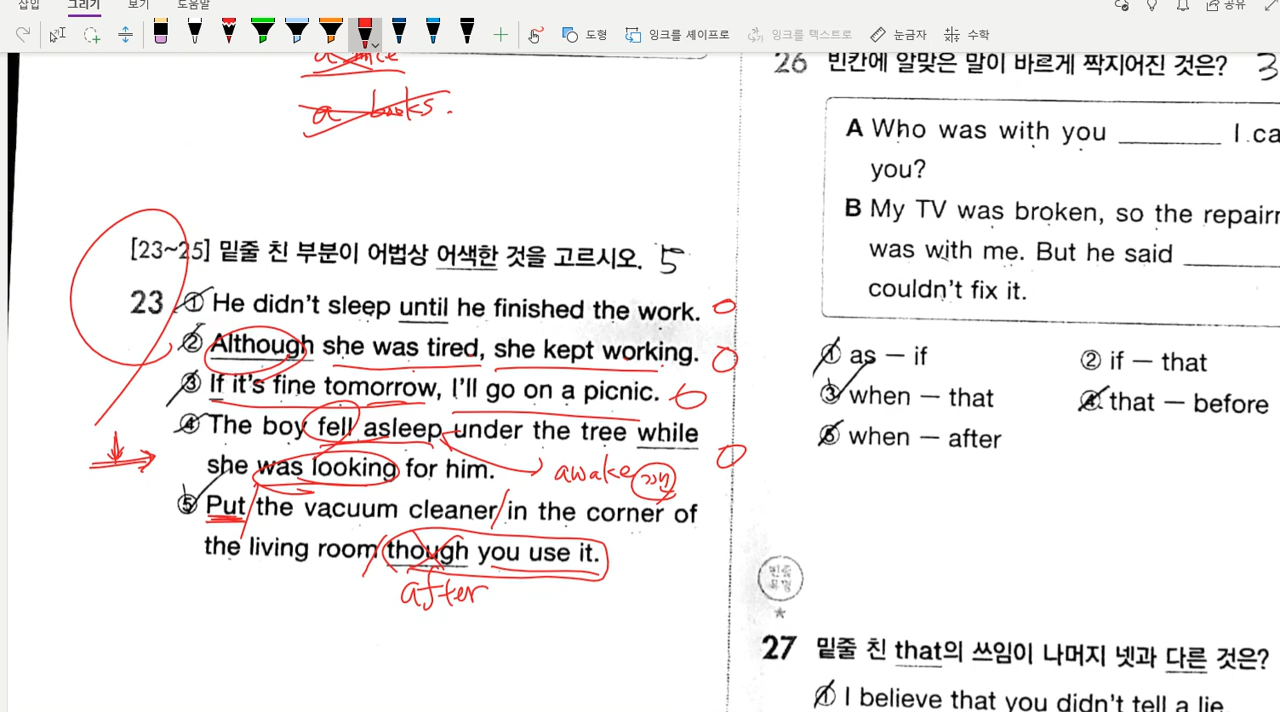 삽입 그리기 보기 도움말 공유
도형 잉크를 셰이프로 잉크를 텍스트로 눈금자 수학
a books.
[23~25] 밑줄 친 부분이 어법상 어색한 것을 고르시오. 5
23 ① He didn't sleep until he finished the work.
② Although she was tired, she kept working.
③ If it's fine tomorrow, I'll go on a picnic.
④ The boy fell asleep under the tree while
she was looking for him.
awake
⑤ Put the vacuum cleaner in the corner of
the living room though you use it.
after
26 빈칸에 알맞은 말이 바르게 짝지어진 것은? 3
A Who was with you ______ I ca
you?
B My TV was broken, so the repairm
was with me. But he said ______
couldn't fix it.
① as – if ② if – that
③ when – that ④ that – before
⑤ when – after
27 밑줄 친 that의 쓰임이 나머지 넷과 다른 것은?
① I believe that you didn't tell a lie.